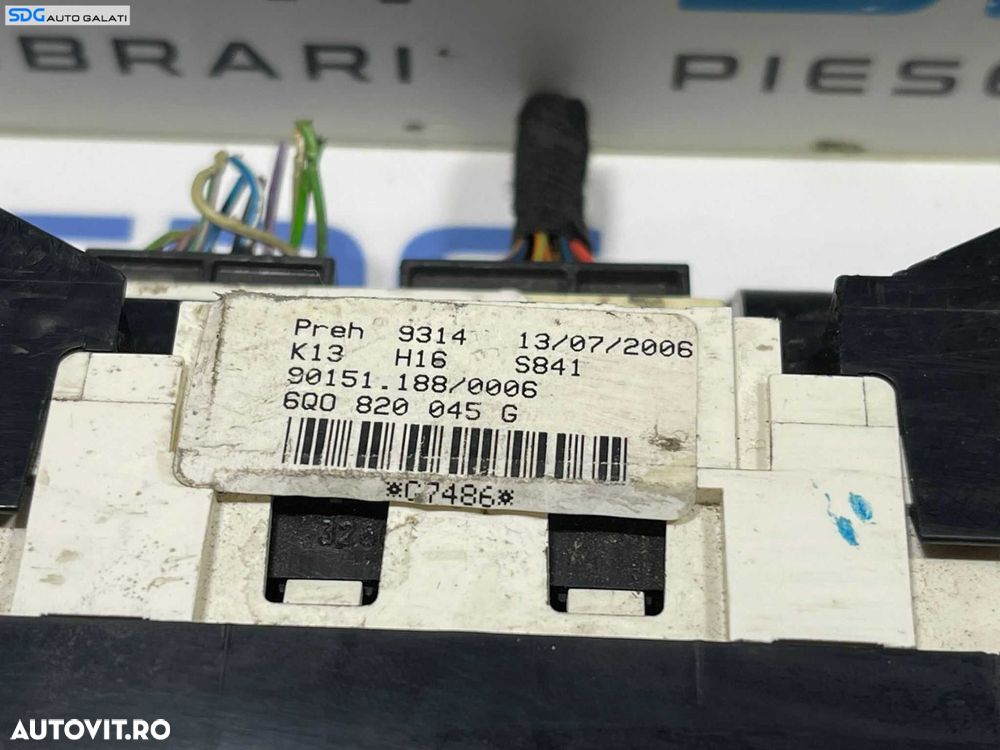 SDG AUTO GALATI
BRARI
PIES
Preh 9314 13/07/2006
K13 H16 S841
90151.188/0006
6Q0 820 045 G
*C7486*
AUTOVIT.RO